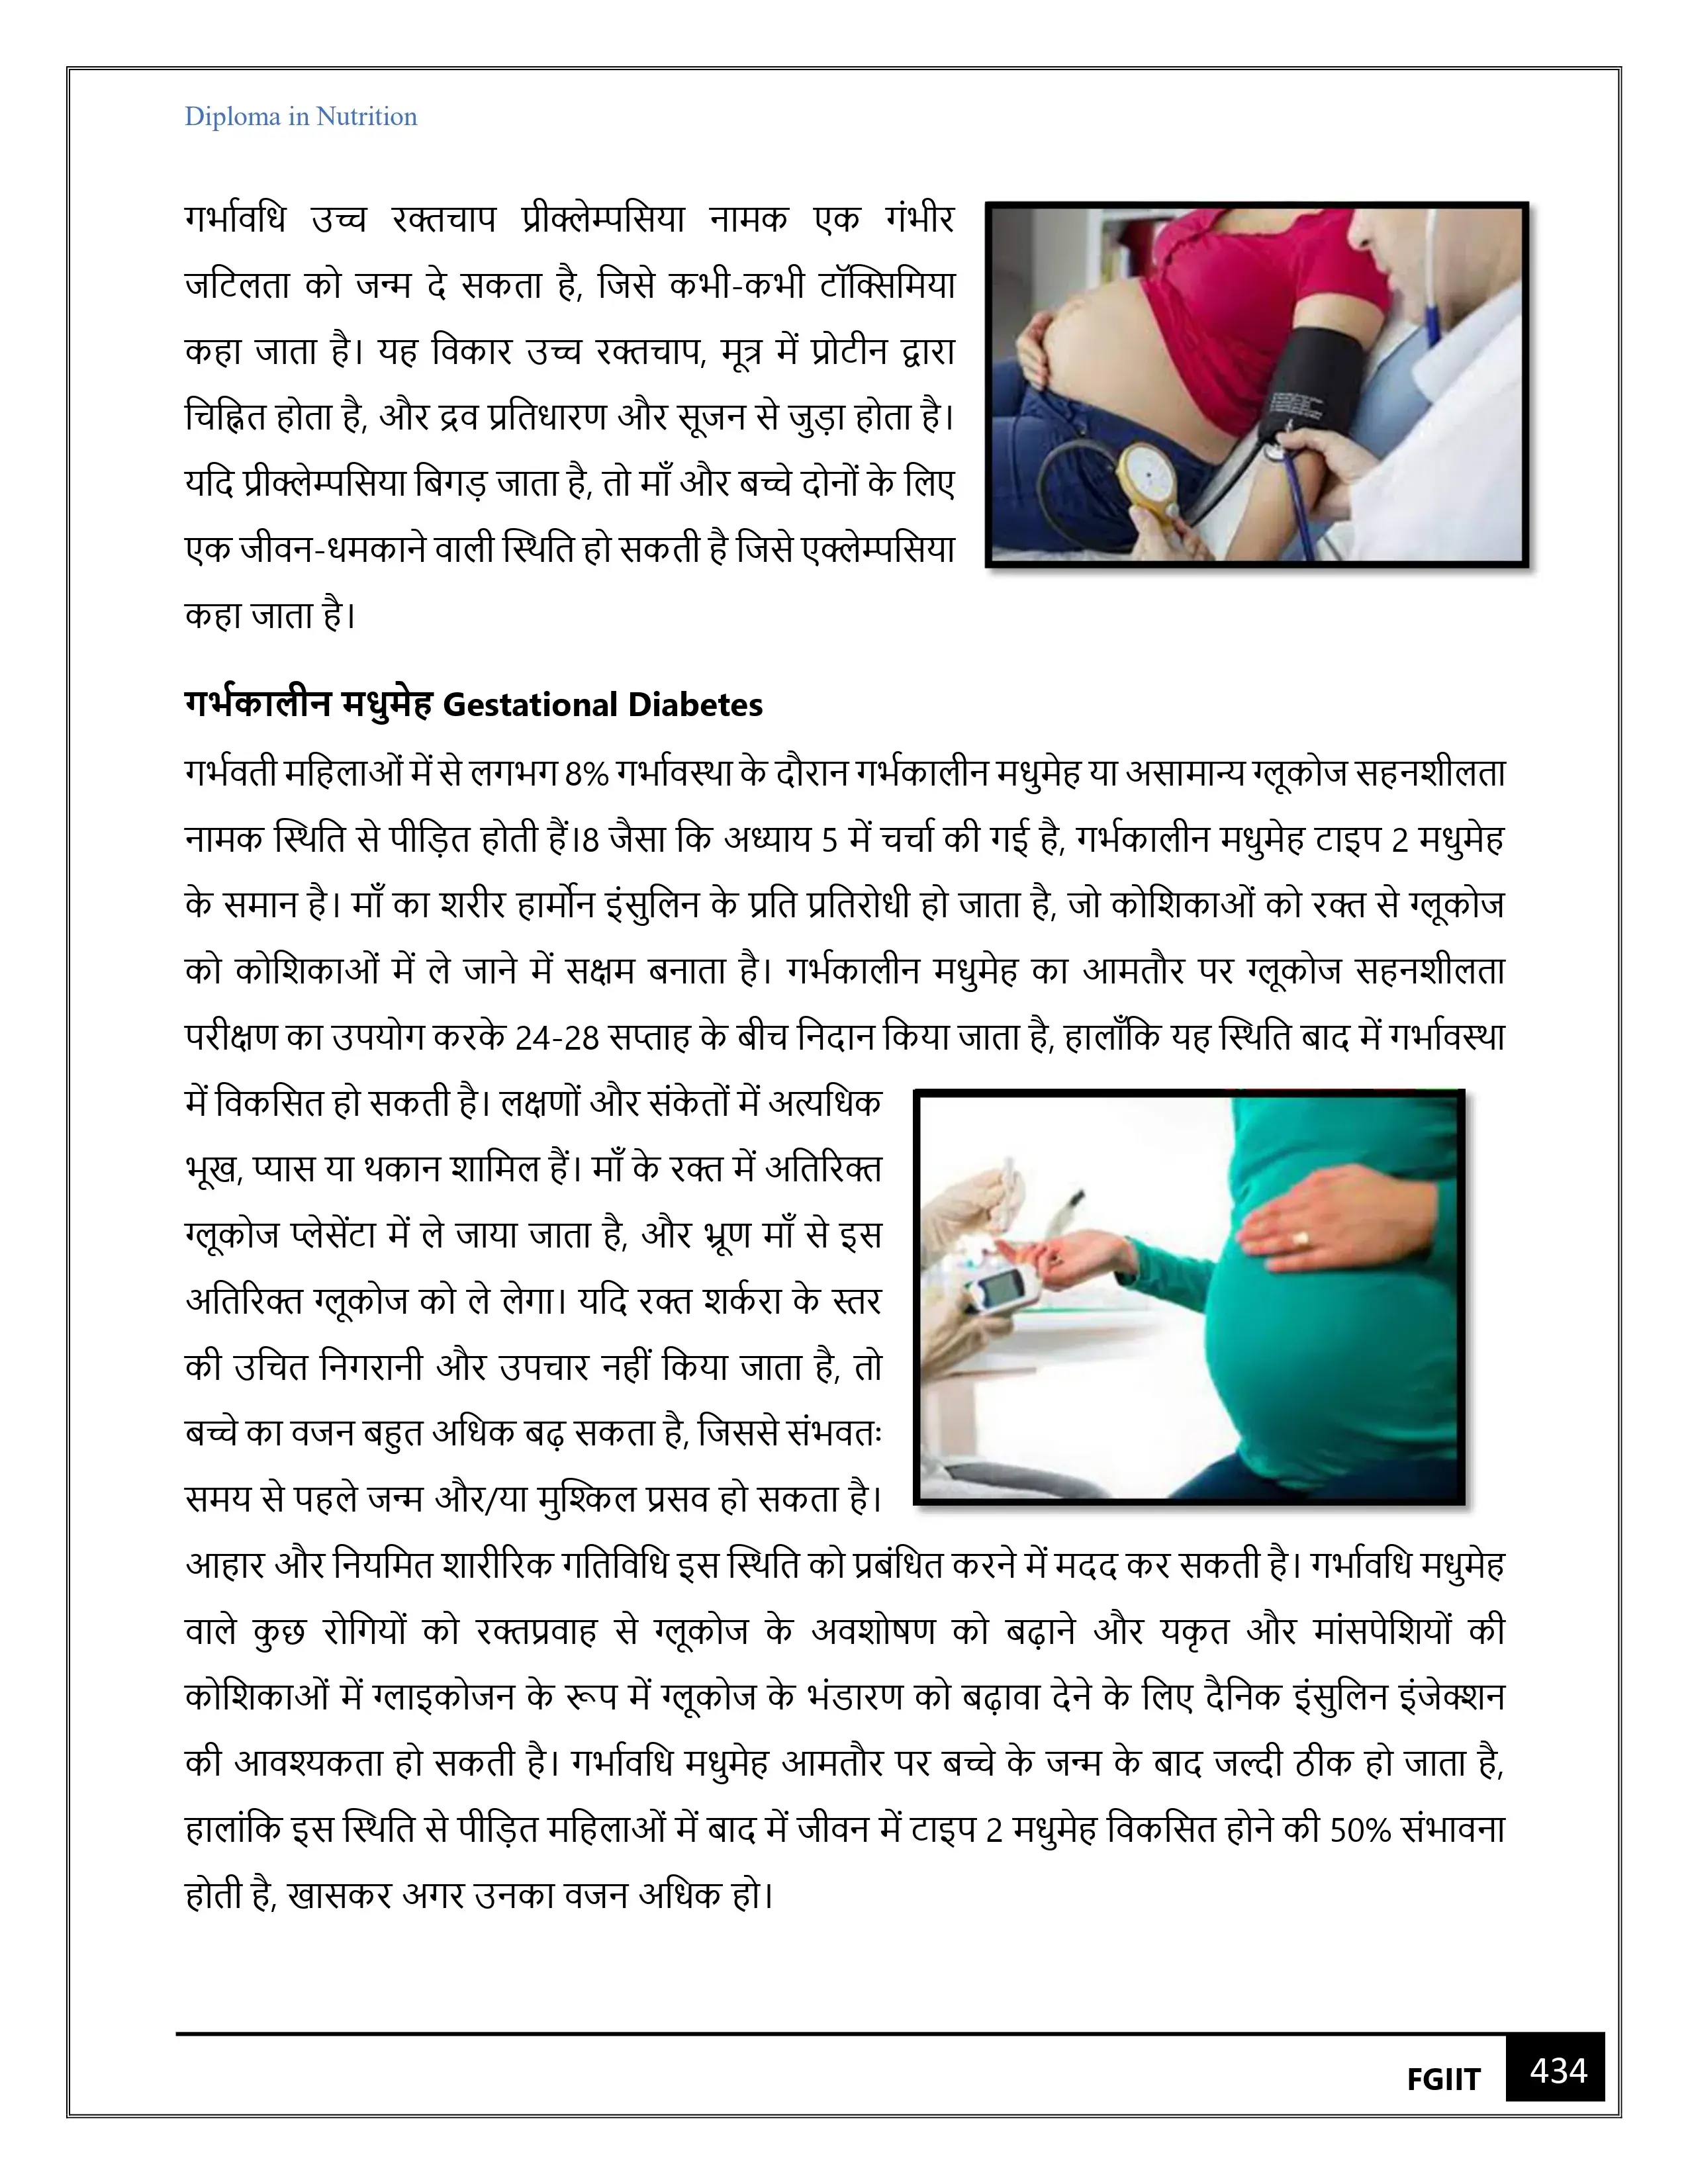 Diploma in Nutrition
गर्भावधि उच्च रक्तचाप प्रीक्लेम्पसिया नामक एक गंभीर
जटिलता को जन्म दे सकता है, जिसे कभी-कभी टॉक्सिमिया
कहा जाता है। यह विकार उच्च रक्तचाप, मूत्र में प्रोटीन द्वारा
चिह्नित होता है, और द्रव प्रतिधारण और सूजन से जुड़ा होता है।
यदि प्रीक्लेम्पसिया बिगड़ जाता है, तो माँ और बच्चे दोनों के लिए
एक जीवन-धमकाने वाली स्थिति हो सकती है जिसे एक्लेम्पसिया
कहा जाता है।
गर्भकालीन मधुमेह Gestational Diabetes
गर्भवती महिलाओं में से लगभग 8% गर्भावस्था के दौरान गर्भकालीन मधुमेह या असामान्य ग्लूकोज सहनशीलता
नामक स्थिति से पीड़ित होती हैं।8 जैसा कि अध्याय 5 में चर्चा की गई है, गर्भकालीन मधुमेह टाइप 2 मधुमेह
के समान है। माँ का शरीर हार्मोन इंसुलिन के प्रति प्रतिरोधी हो जाता है, जो कोशिकाओं को रक्त से ग्लूकोज
को कोशिकाओं में ले जाने में सक्षम बनाता है। गर्भकालीन मधुमेह का आमतौर पर ग्लूकोज सहनशीलता
परीक्षण का उपयोग करके 24-28 सप्ताह के बीच निदान किया जाता है, हालाँकि यह स्थिति बाद में गर्भावस्था
में विकसित हो सकती है। लक्षणों और संकेतों में अत्यधिक
भूख, प्यास या थकान शामिल हैं। माँ के रक्त में अतिरिक्त
ग्लूकोज प्लेसेंटा में ले जाया जाता है, और भ्रूण माँ से इस
अतिरिक्त ग्लूकोज को ले लेगा। यदि रक्त शर्करा के स्तर
की उचित निगरानी और उपचार नहीं किया जाता है, तो
बच्चे का वजन बहुत अधिक बढ़ सकता है, जिससे संभवतः
समय से पहले जन्म और/या मुश्किल प्रसव हो सकता है।
आहार और नियमित शारीरिक गतिविधि इस स्थिति को प्रबंधित करने में मदद कर सकती है। गर्भावधि मधुमेह
वाले कुछ रोगियों को रक्तप्रवाह से ग्लूकोज के अवशोषण को बढ़ाने और यकृत और मांसपेशियों की
कोशिकाओं में ग्लाइकोजन के रूप में ग्लूकोज के भंडारण को बढ़ावा देने के लिए दैनिक इंसुलिन इंजेक्शन
की आवश्यकता हो सकती है। गर्भावधि मधुमेह आमतौर पर बच्चे के जन्म के बाद जल्दी ठीक हो जाता है,
हालांकि इस स्थिति से पीड़ित महिलाओं में बाद में जीवन में टाइप 2 मधुमेह विकसित होने की 50% संभावना
होती है, खासकर अगर उनका वजन अधिक हो।
FGIIT
434